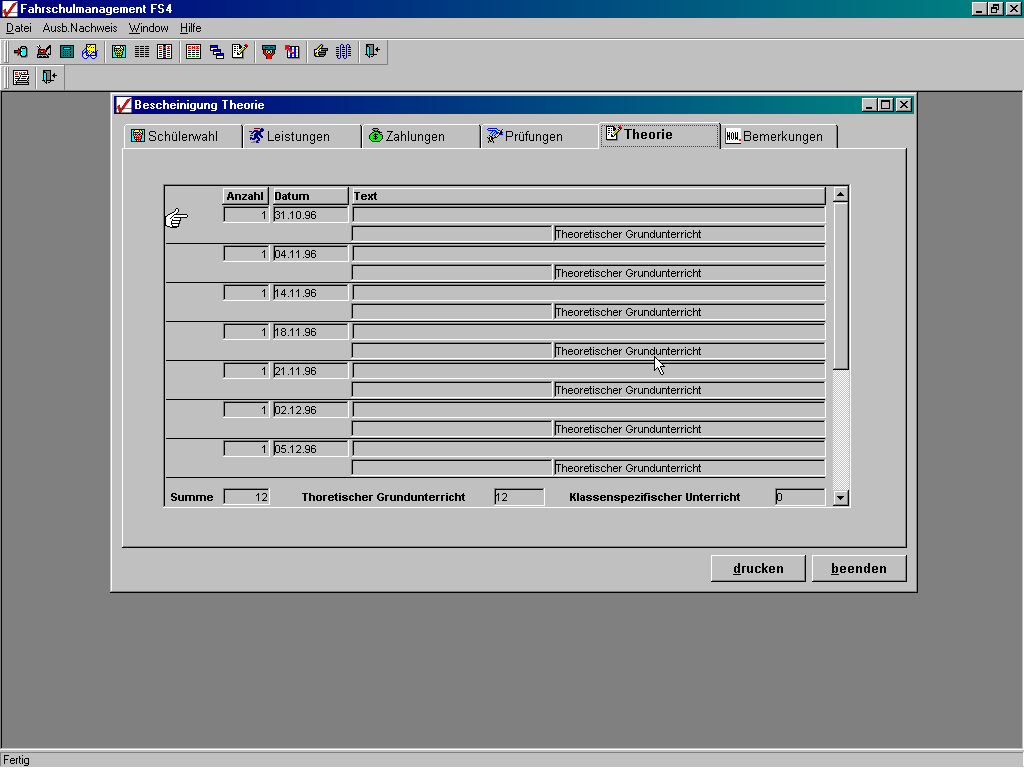 Fahrschulmanagement FS4
Datei Ausb.Nachweis Window Hilfe
Bescheinigung Theorie
Schülerwahl Leistungen Zahlungen Prüfungen Theorie HOW. Bemerkungen
Anzahl Datum Text
1 31.10.96
Theoretischer Grundunterricht
1 04.11.96
Theoretischer Grundunterricht
1 14.11.96
Theoretischer Grundunterricht
1 18.11.96
Theoretischer Grundunterricht
1 21.11.96
Theoretischer Grundunterricht
1 02.12.96
Theoretischer Grundunterricht
1 05.12.96
Theoretischer Grundunterricht
Summe 12 Thoretischer Grundunterricht 12 Klassenspezifischer Unterricht 0
drucken beenden
Fertig